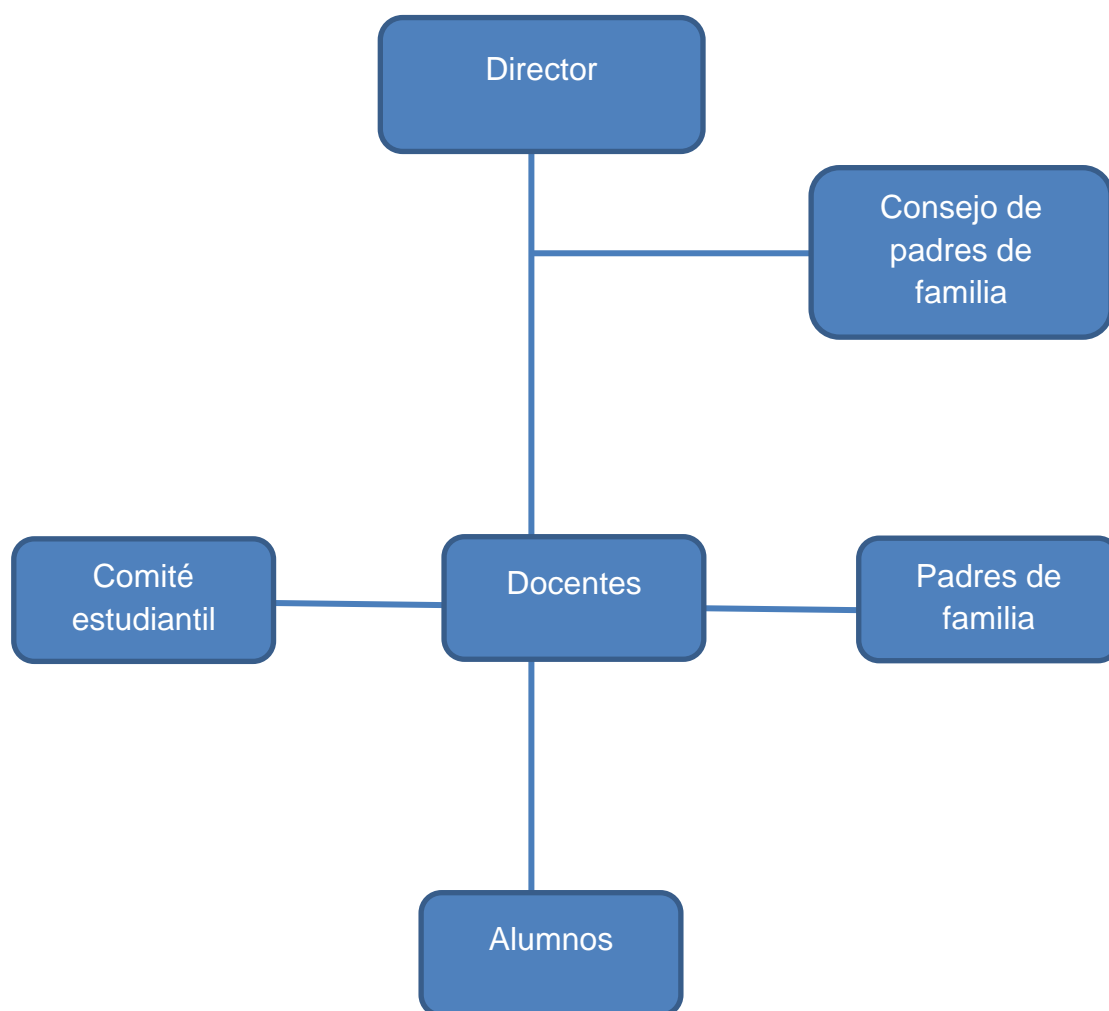 Director
Consejo de
padres de
familia
Comité
estudiantil
Docentes
Padres de
familia
Alumnos